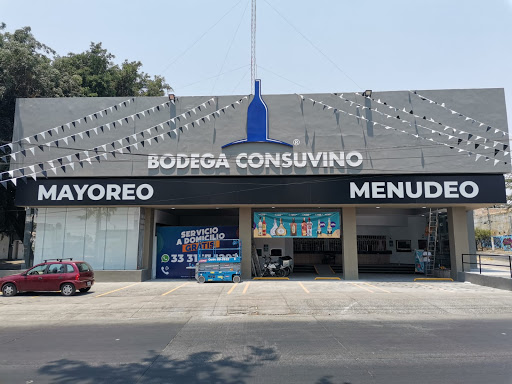 BODEGA CONSUVINO ®
MAYOREO
MENUDEO
SERVICIO
A DOMICILIO
GRATIS